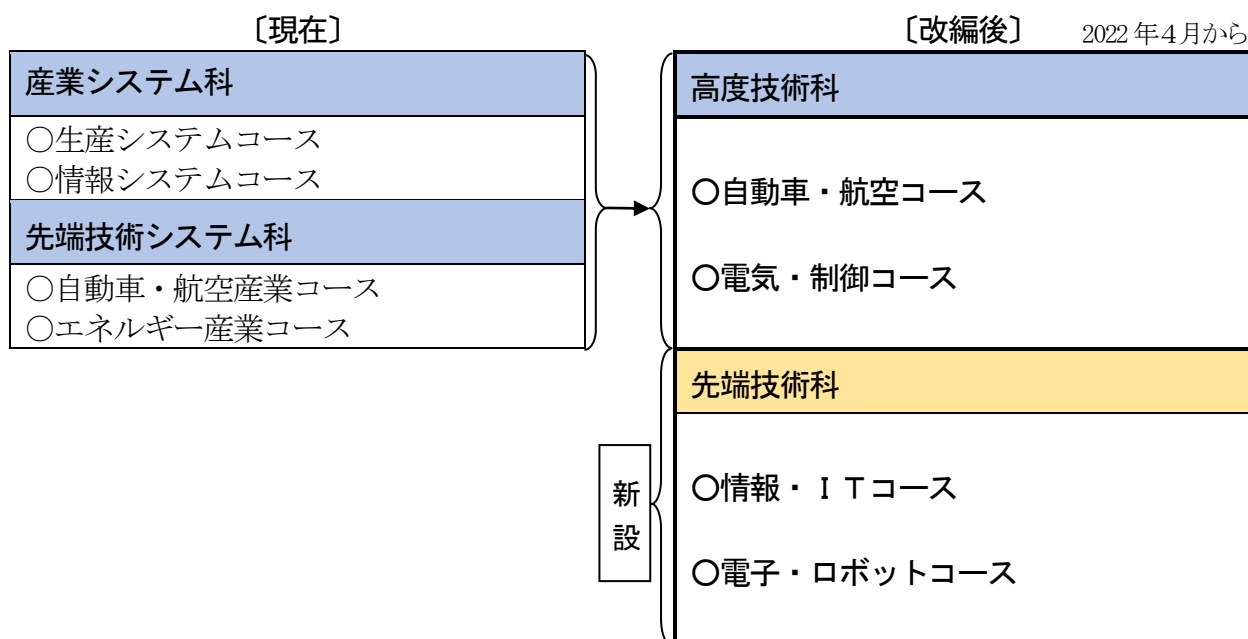 〔現在〕
産業システム科
○生産システムコース
○情報システムコース
先端技術システム科
○自動車・航空産業コース
○エネルギー産業コース
〔改編後〕 2022年4月から
高度技術科
○自動車・航空コース
○電気・制御コース
新設
先端技術科
○情報・ＩＴコース
○電子・ロボットコース